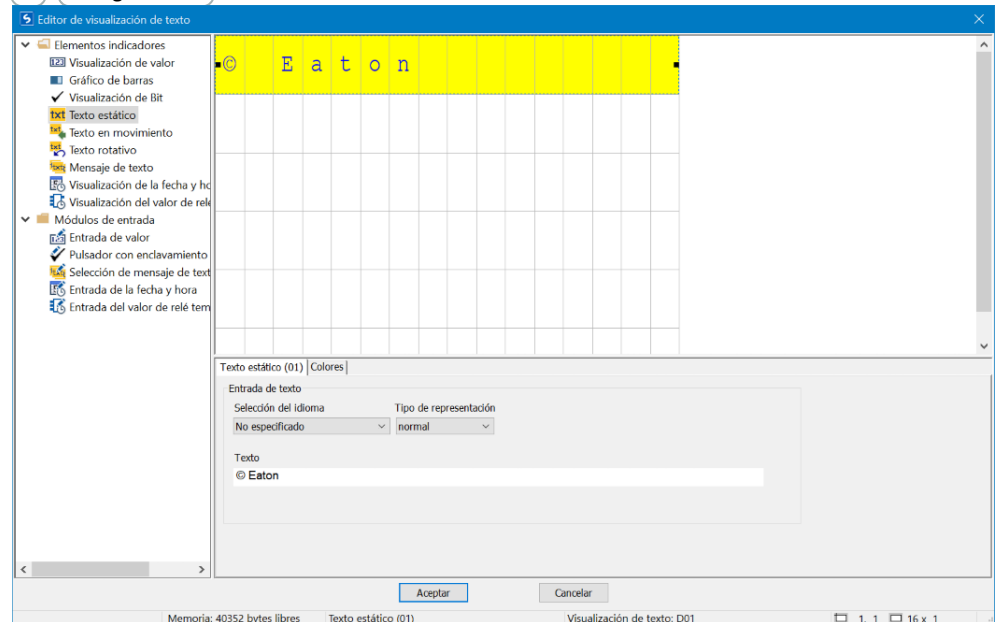 Editor de visualización de texto
Elementos indicadores
Visualización de valor
Gráfico de barras
Visualización de Bit
txt Texto estático
Texto en movimiento
Texto rotativo
Mensaje de texto
Visualización de la fecha y ho
Visualización del valor de relé
Módulos de entrada
Entrada de valor
Pulsador con enclavamiento
Selección de mensaje de text
Entrada de la fecha y hora
Entrada del valor de relé tem
© Eaton
Texto estático (01) Colores
Entrada de texto
Selección del idioma Tipo de representación
No especificado normal
Texto
© Eaton
Aceptar Cancelar
Memoria: 40352 bytes libres Texto estático (01) Visualización de texto: D01 1, 1 16 x 1